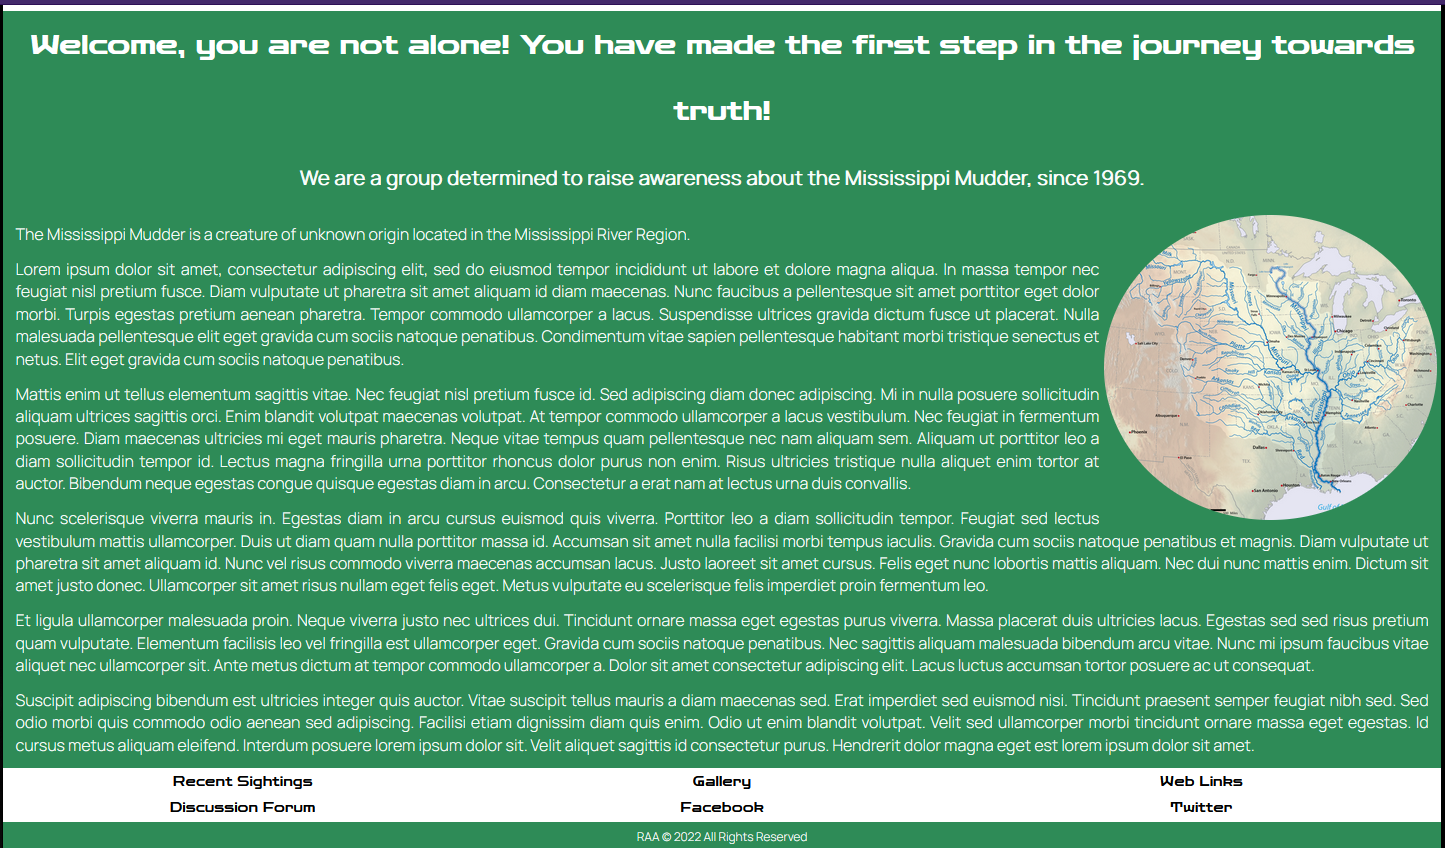 Welcome, you are not alone! You have made the first step in the journey towards
truth!
We are a group determined to raise awareness about the Mississippi Mudder, since 1969.
The Mississippi Mudder is a creature of unknown origin located in the Mississippi River Region.
Lorem ipsum dolor sit amet, consectetur adipiscing elit, sed do eiusmod tempor incididunt ut labore et dolore magna aliqua. In massa tempor nec
feugiat nisl pretium fusce. Diam vulputate ut pharetra sit amet aliquam id diam maecenas. Nunc faucibus a pellentesque sit amet porttitor eget dolor
morbi. Turpis egestas pretium aenean pharetra. Tempor commodo ullamcorper a lacus. Suspendisse ultrices gravida dictum fusce ut placerat. Nulla
malesuada pellentesque elit eget gravida cum sociis natoque penatibus. Condimentum vitae sapien pellentesque habitant morbi tristique senectus et
netus. Elit eget gravida cum sociis natoque penatibus.
Mattis enim ut tellus elementum sagittis vitae. Nec feugiat nisl pretium fusce id. Sed adipiscing diam donec adipiscing. Mi in nulla posuere sollicitudin
aliquam ultrices sagittis orci. Enim blandit volutpat maecenas volutpat. At tempor commodo ullamcorper a lacus vestibulum. Nec feugiat in fermentum
posuere. Diam maecenas ultricies mi eget mauris pharetra. Neque vitae tempus quam pellentesque nec nam aliquam sem. Aliquam ut porttitor leo a
diam sollicitudin tempor id. Lectus magna fringilla urna porttitor rhoncus dolor purus non enim. Risus ultricies tristique nulla aliquet enim tortor at
auctor. Bibendum neque egestas congue quisque egestas diam in arcu. Consectetur a erat nam at lectus urna duis convallis.
Nunc scelerisque viverra mauris in. Egestas diam in arcu cursus euismod quis viverra. Porttitor leo a diam sollicitudin tempor. Feugiat sed lectus
vestibulum mattis ullamcorper. Duis ut diam quam nulla porttitor massa id. Accumsan sit amet nulla facilisi morbi tempus iaculis. Gravida cum sociis natoque penatibus et magnis. Diam vulputate ut
pharetra sit amet aliquam id. Nunc vel risus commodo viverra maecenas accumsan lacus. Justo laoreet sit amet cursus. Felis eget nunc lobortis mattis aliquam. Nec dui nunc mattis enim. Dictum sit
amet justo donec. Ullamcorper sit amet risus nullam eget felis eget. Metus vulputate eu scelerisque felis imperdiet proin fermentum leo.
Et ligula ullamcorper malesuada proin. Neque viverra justo nec ultrices dui. Tincidunt ornare massa eget egestas purus viverra. Massa placerat duis ultricies lacus. Egestas sed sed risus pretium
quam vulputate. Elementum facilisis leo vel fringilla est ullamcorper eget. Gravida cum sociis natoque penatibus. Nec sagittis aliquam malesuada bibendum arcu vitae. Nunc mi ipsum faucibus vitae
aliquet nec ullamcorper sit. Ante metus dictum at tempor commodo ullamcorper a. Dolor sit amet consectetur adipiscing elit. Lacus luctus accumsan tortor posuere ac ut consequat.
Suscipit adipiscing bibendum est ultricies integer quis auctor. Vitae suscipit tellus mauris a diam maecenas sed. Erat imperdiet sed euismod nisi. Tincidunt praesent semper feugiat nibh sed. Sed
odio morbi quis commodo odio aenean sed adipiscing. Facilisi etiam dignissim diam quis enim. Odio ut enim blandit volutpat. Velit sed ullamcorper morbi tincidunt ornare massa eget egestas. Id
cursus metus aliquam eleifend. Interdum posuere lorem ipsum dolor sit. Velit aliquet sagittis id consectetur purus. Hendrerit dolor magna eget est lorem ipsum dolor sit amet.
Chicago
Milwaukee
Toronto
Denver
Phoenix
Dallas
Houston
San Antonio
Gulf of
Recent Sightings Gallery Web Links
Discussion Forum Facebook Twitter
RAA © 2022 All Rights Reserved